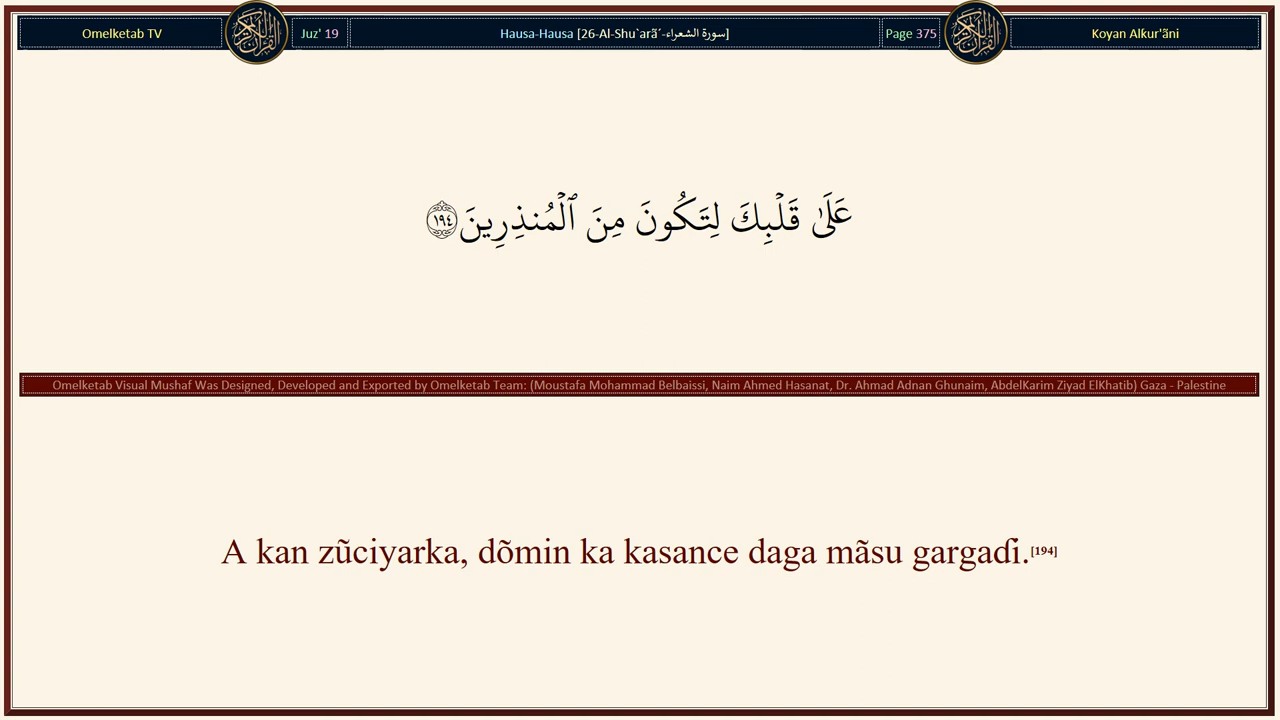 Omelketab TV
Juz' 19
Hausa-Hausa [26-Al-Shu`arã´-سورة الشعراء]
Page 375
Koyan Alkur'ãni
عَلَىٰ قَلۡبِكَ لِتَكُونَ مِنَ ٱلۡمُنذِرِينَ ١٩٤
Omelketab Visual Mushaf Was Designed, Developed and Exported by Omelketab Team: (Moustafa Mohammad Belbaissi, Naim Ahmed Hasanat, Dr. Ahmad Adnan Ghunaim, AbdelKarim Ziyad ElKhatib) Gaza - Palestine
A kan zũciyarka, dõmin ka kasance daga mãsu gargaɗi.[194]